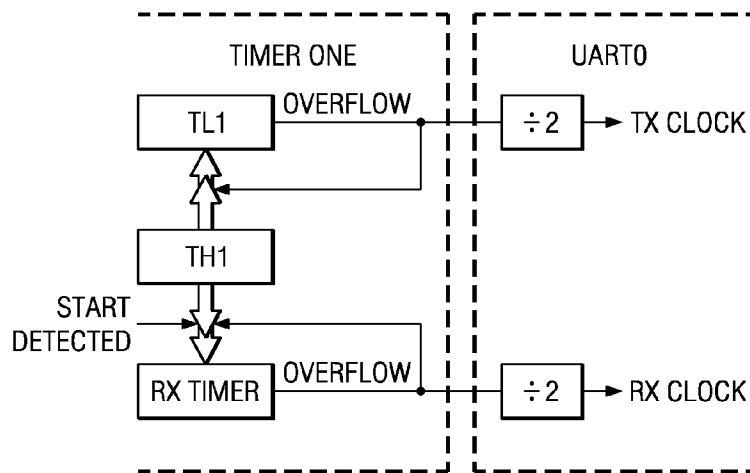 TIMER ONE
UART0
TL1
OVERFLOW
÷2
TX CLOCK
TH1
START
DETECTED
RX TIMER
OVERFLOW
÷2
RX CLOCK